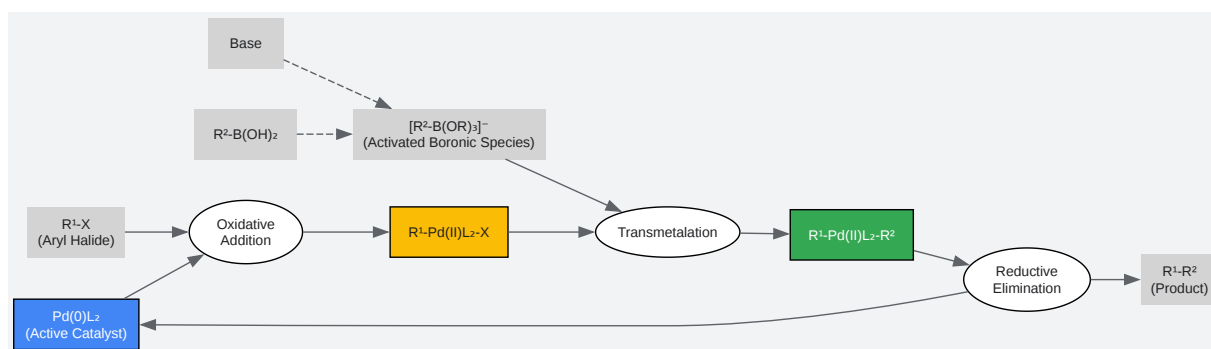 Base
R²-B(OH)₂
[R²-B(OR)₃]⁻
(Activated Boronic Species)
R¹-X
(Aryl Halide)
Oxidative
Addition
R¹-Pd(II)L₂-X
Transmetalation
R¹-Pd(II)L₂-R²
Reductive
Elimination
R¹-R²
(Product)
Pd(0)L₂
(Active Catalyst)